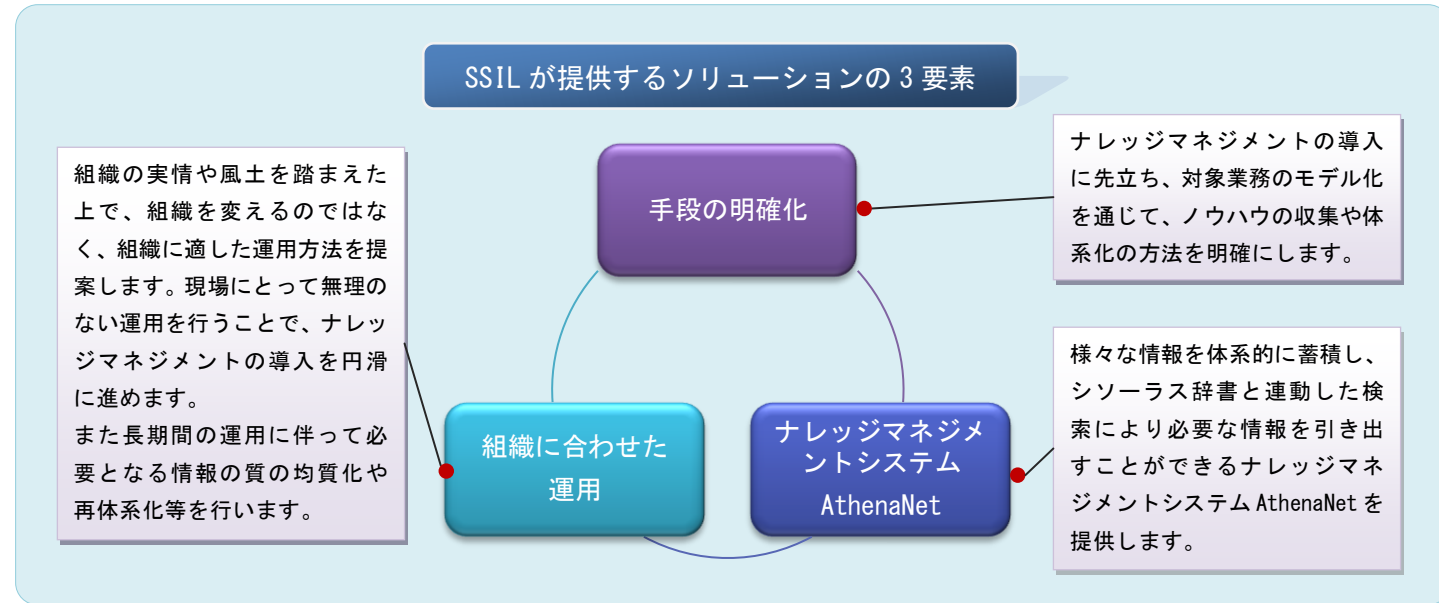 SSIL が提供するソリューションの 3 要素
組織の実情や風土を踏まえた
上で、組織を変えるのではな
く、組織に適した運用方法を提
案します。現場にとって無理の
ない運用を行うことで、ナレッ
ジマネジメントの導入を円滑
に進めます。
また長期間の運用に伴って必
要となる情報の質の均質化や
再体系化等を行います。
手段の明確化
ナレッジマネジメントの導入
に先立ち、対象業務のモデル化
を通じて、ノウハウの収集や体
系化の方法を明確にします。
組織に合わせた
運用
ナレッジマネジメ
ントシステム
AthenaNet
様々な情報を体系的に蓄積し、
シソーラス辞書と連動した検
索により必要な情報を引き出
すことができるナレッジマネ
ジメントシステム AthenaNet を
提供します。